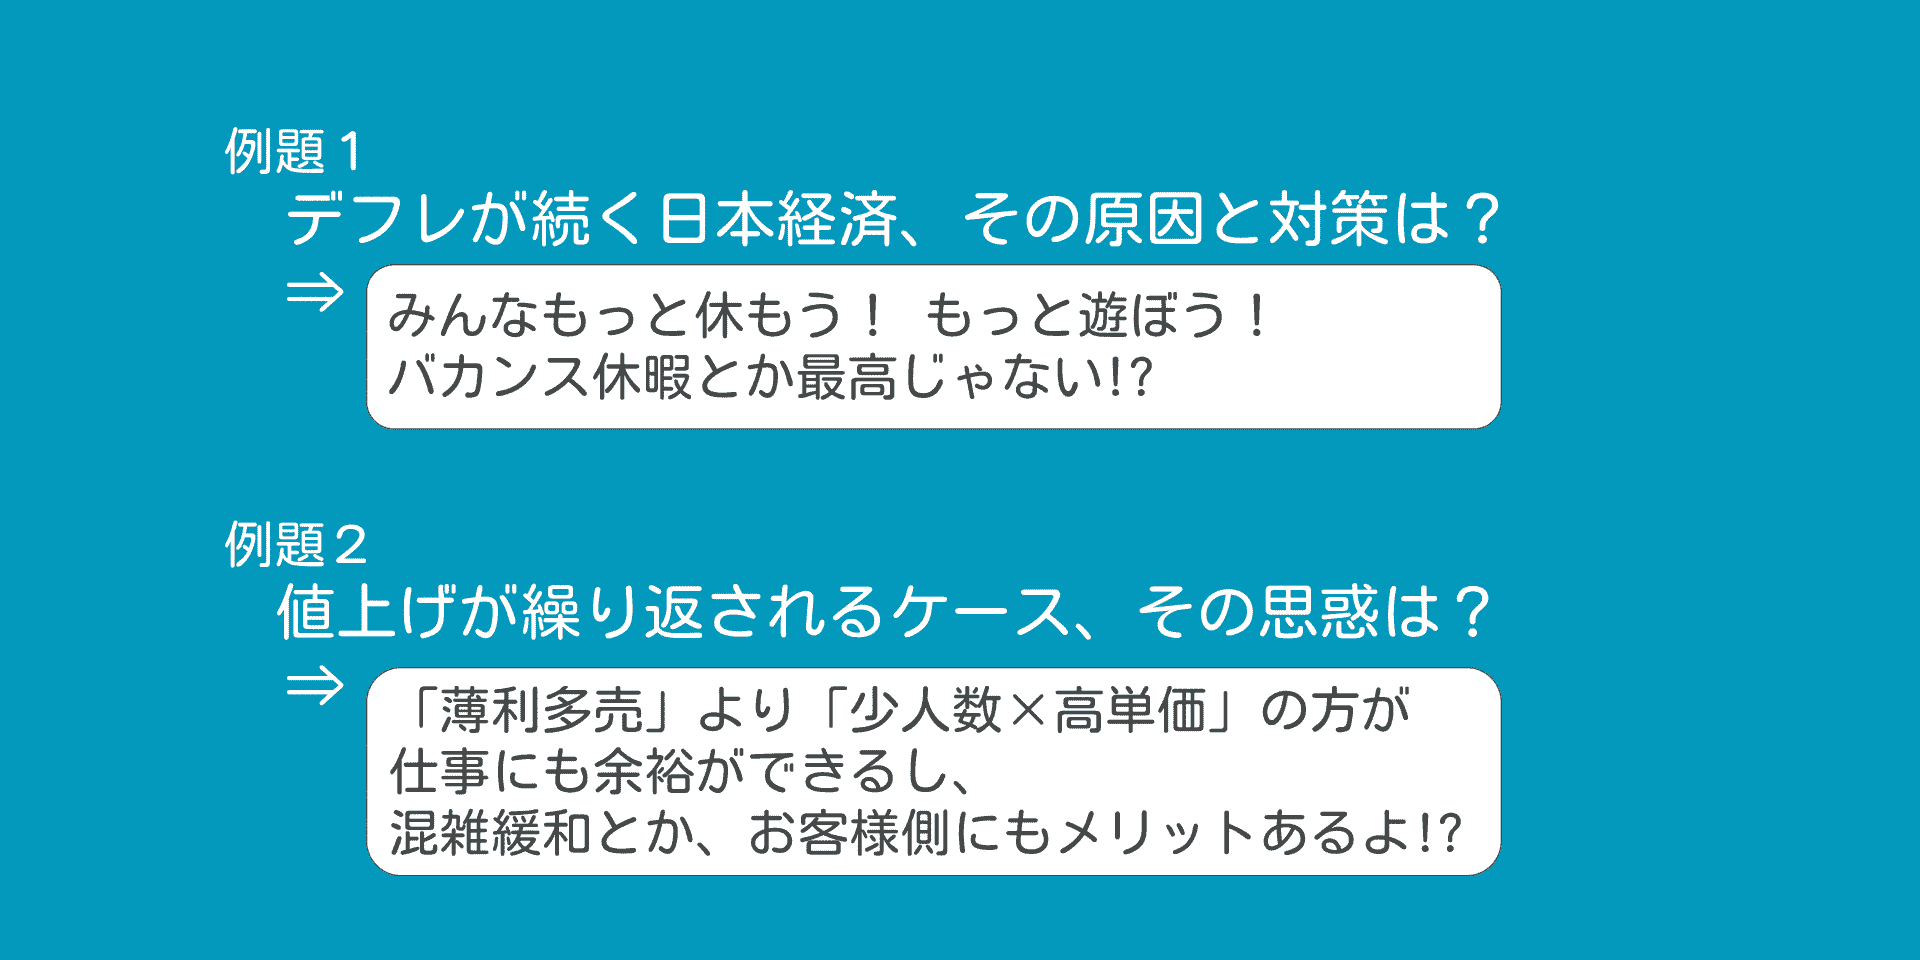 例題１
デフレが続く日本経済、その原因と対策は？
⇒ みんなもっと休もう！ もっと遊ぼう！
バカンス休暇とか最高じゃない!?
例題２
値上げが繰り返されるケース、その思惑は？
⇒ 「薄利多売」より「少人数×高単価」の方が
仕事にも余裕ができるし、
混雑緩和とか、お客様側にもメリットあるよ!?